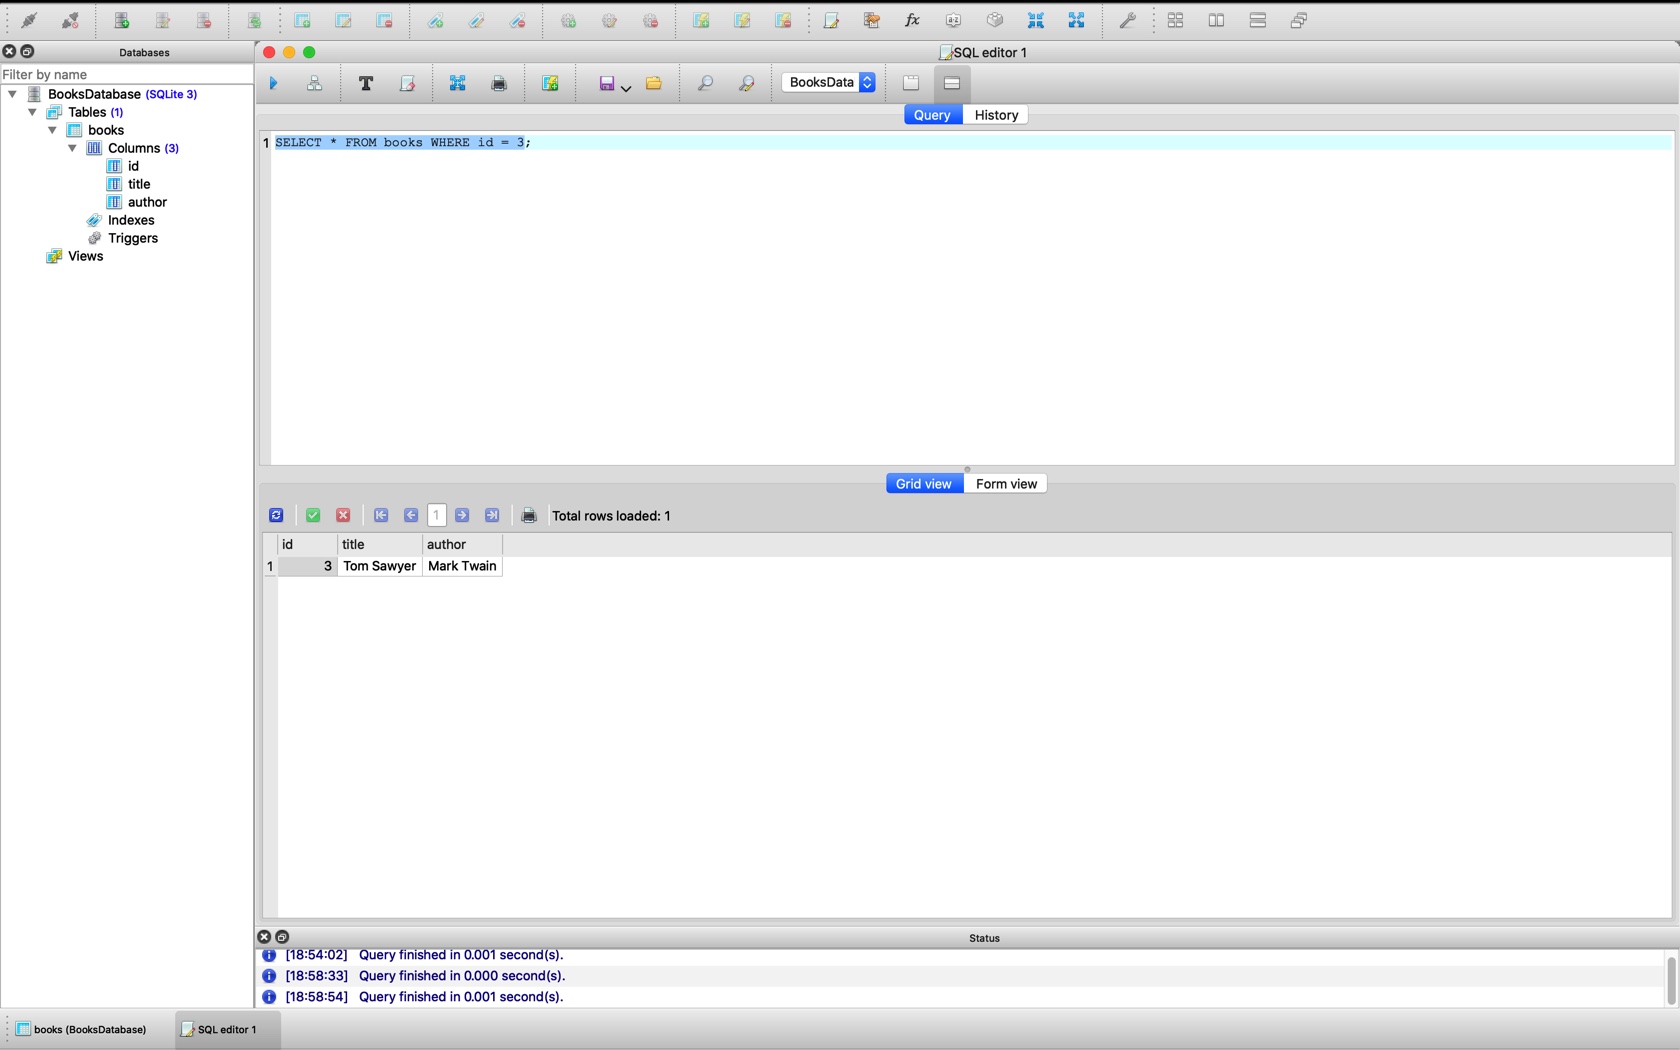 Databases
SQL editor 1
Filter by name
BooksDatabase (SQLite 3)
Tables (1)
books
Columns (3)
id
title
author
Indexes
Triggers
Views
BooksData
Query
History
1 SELECT * FROM books WHERE id = 3;
Grid view
Form view
1
Total rows loaded: 1
id title author
1 3 Tom Sawyer Mark Twain
Status
[18:54:02] Query finished in 0.001 second(s).
[18:58:33] Query finished in 0.000 second(s).
[18:58:54] Query finished in 0.001 second(s).
books (BooksDatabase)
SQL editor 1